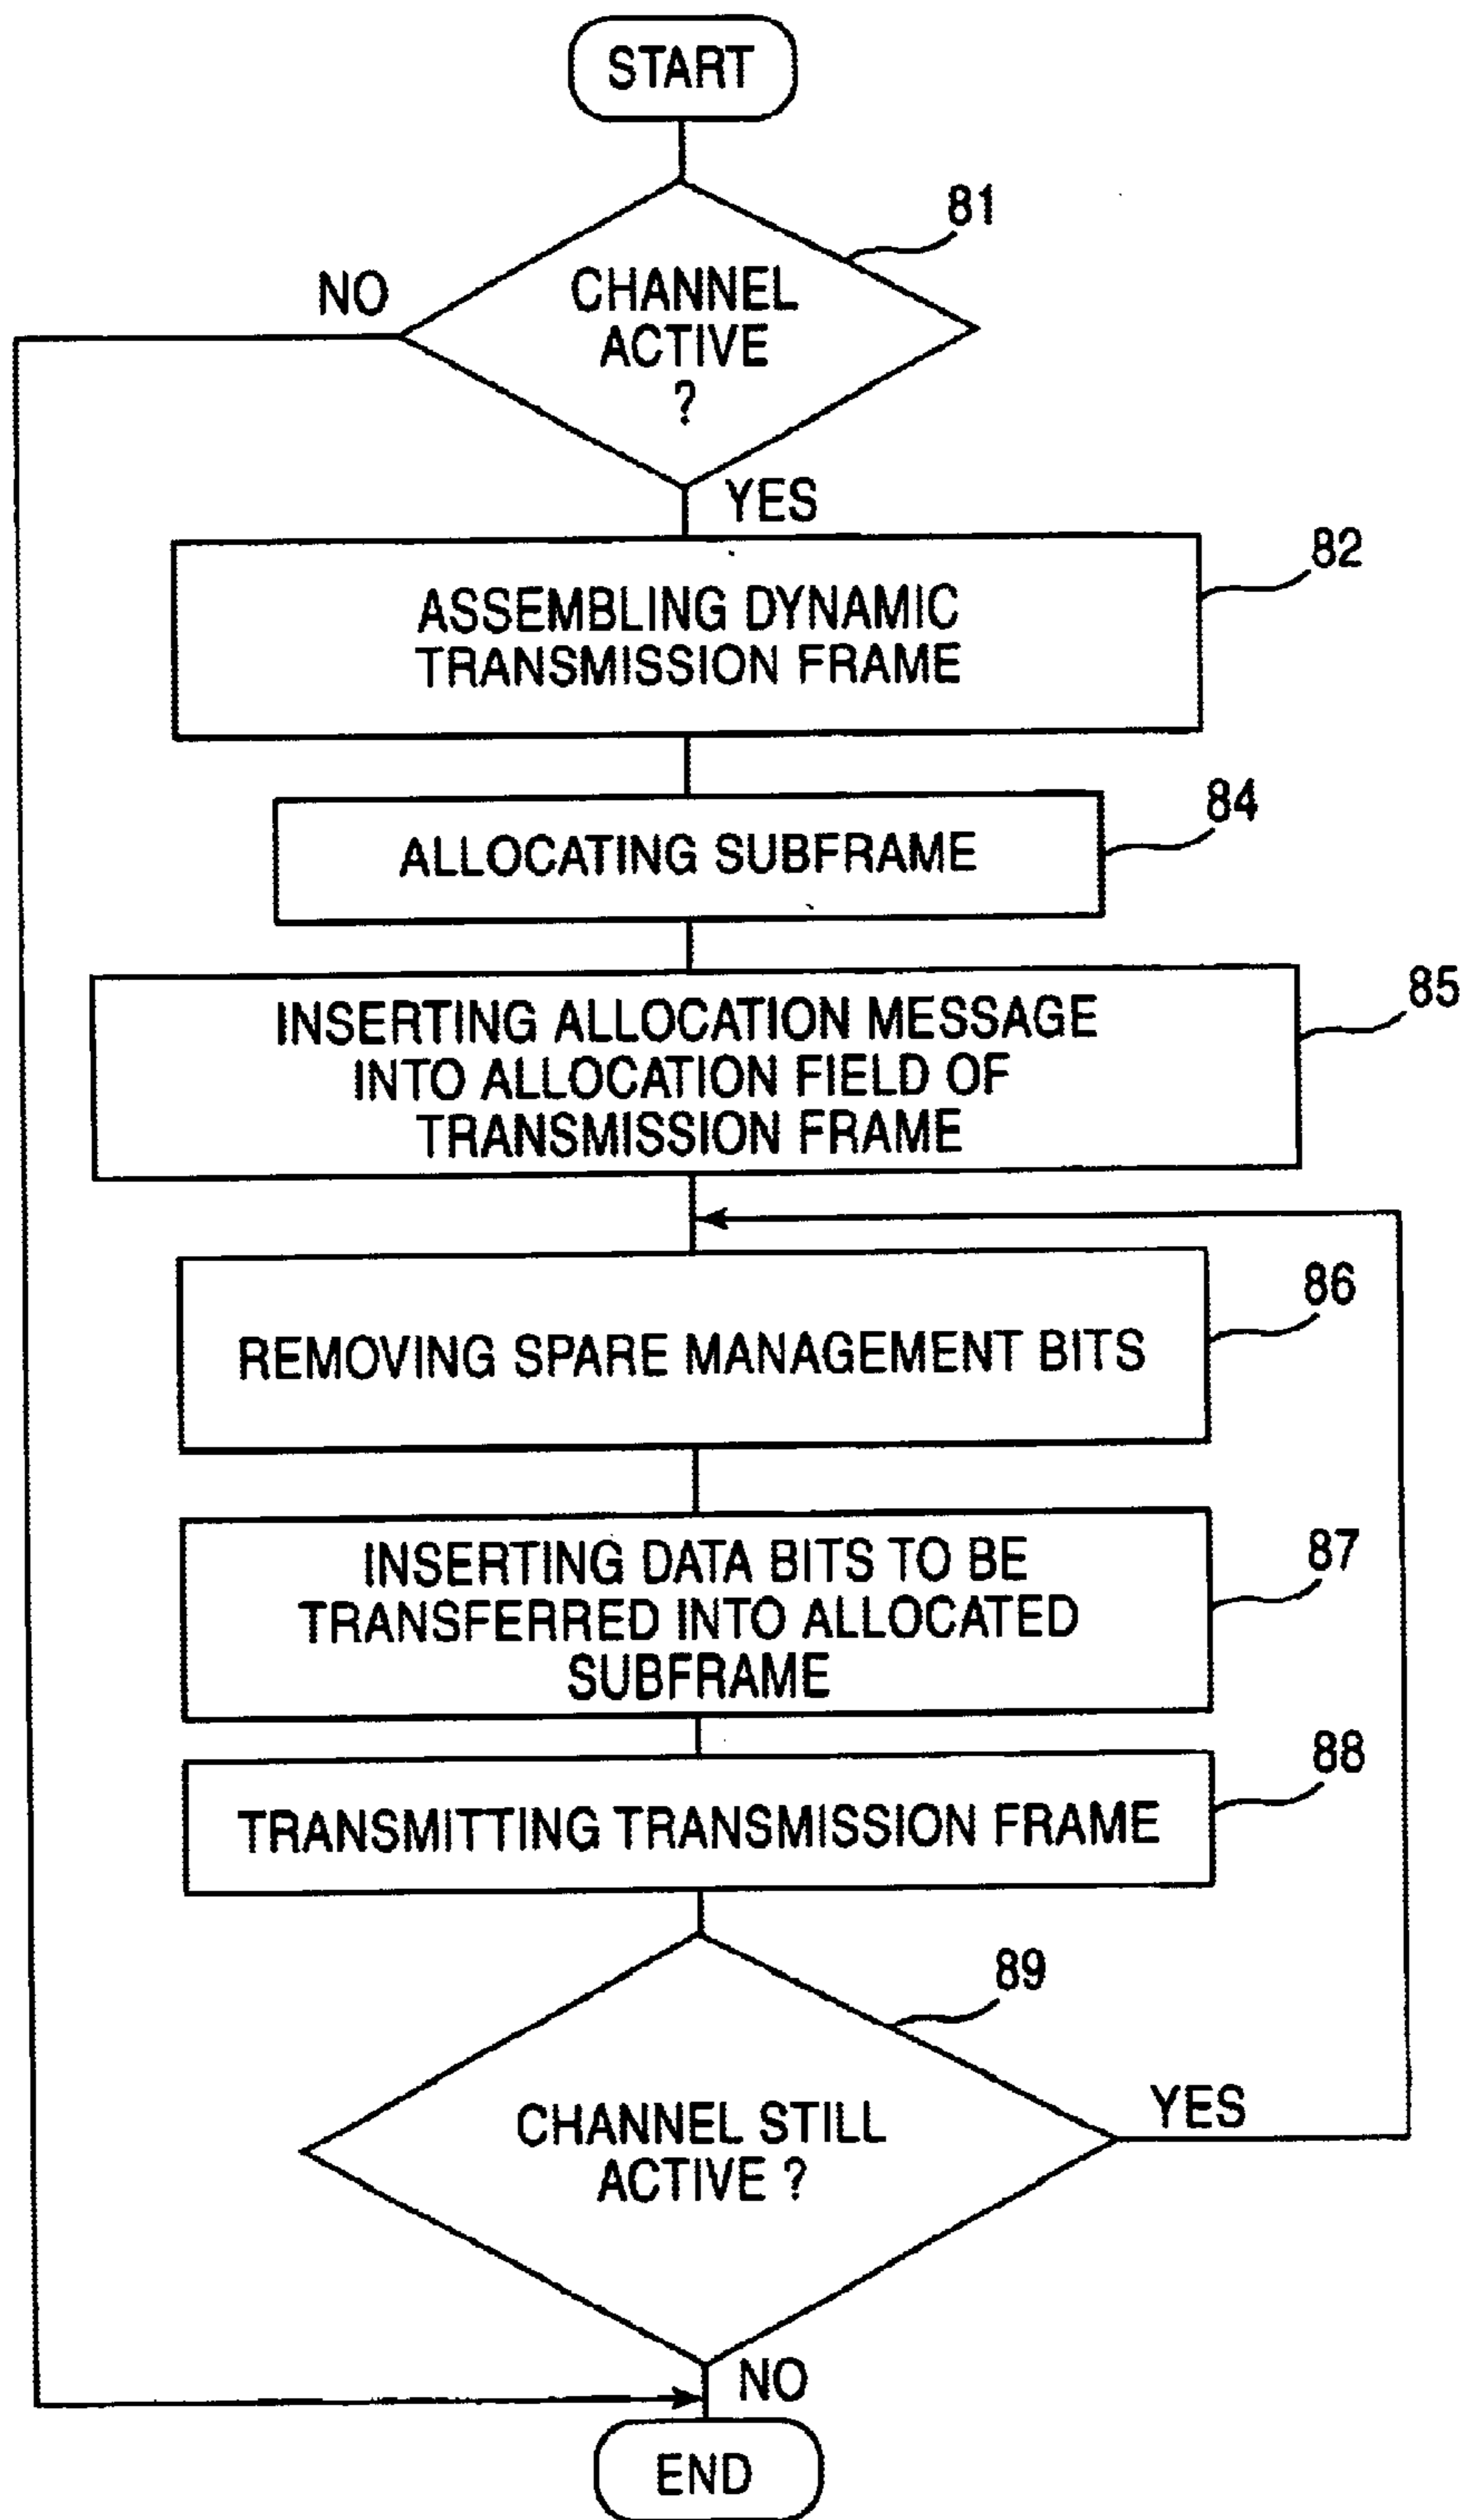 START
81
NO
CHANNEL
ACTIVE
?
YES
82
ASSEMBLING DYNAMIC
TRANSMISSION FRAME
84
ALLOCATING SUBFRAME
85
INSERTING ALLOCATION MESSAGE
INTO ALLOCATION FIELD OF
TRANSMISSION FRAME
86
REMOVING SPARE MANAGEMENT BITS
87
INSERTING DATA BITS TO BE
TRANSFERRED INTO ALLOCATED
SUBFRAME
88
TRANSMITTING TRANSMISSION FRAME
89
CHANNEL STILL
ACTIVE ?
YES
NO
END